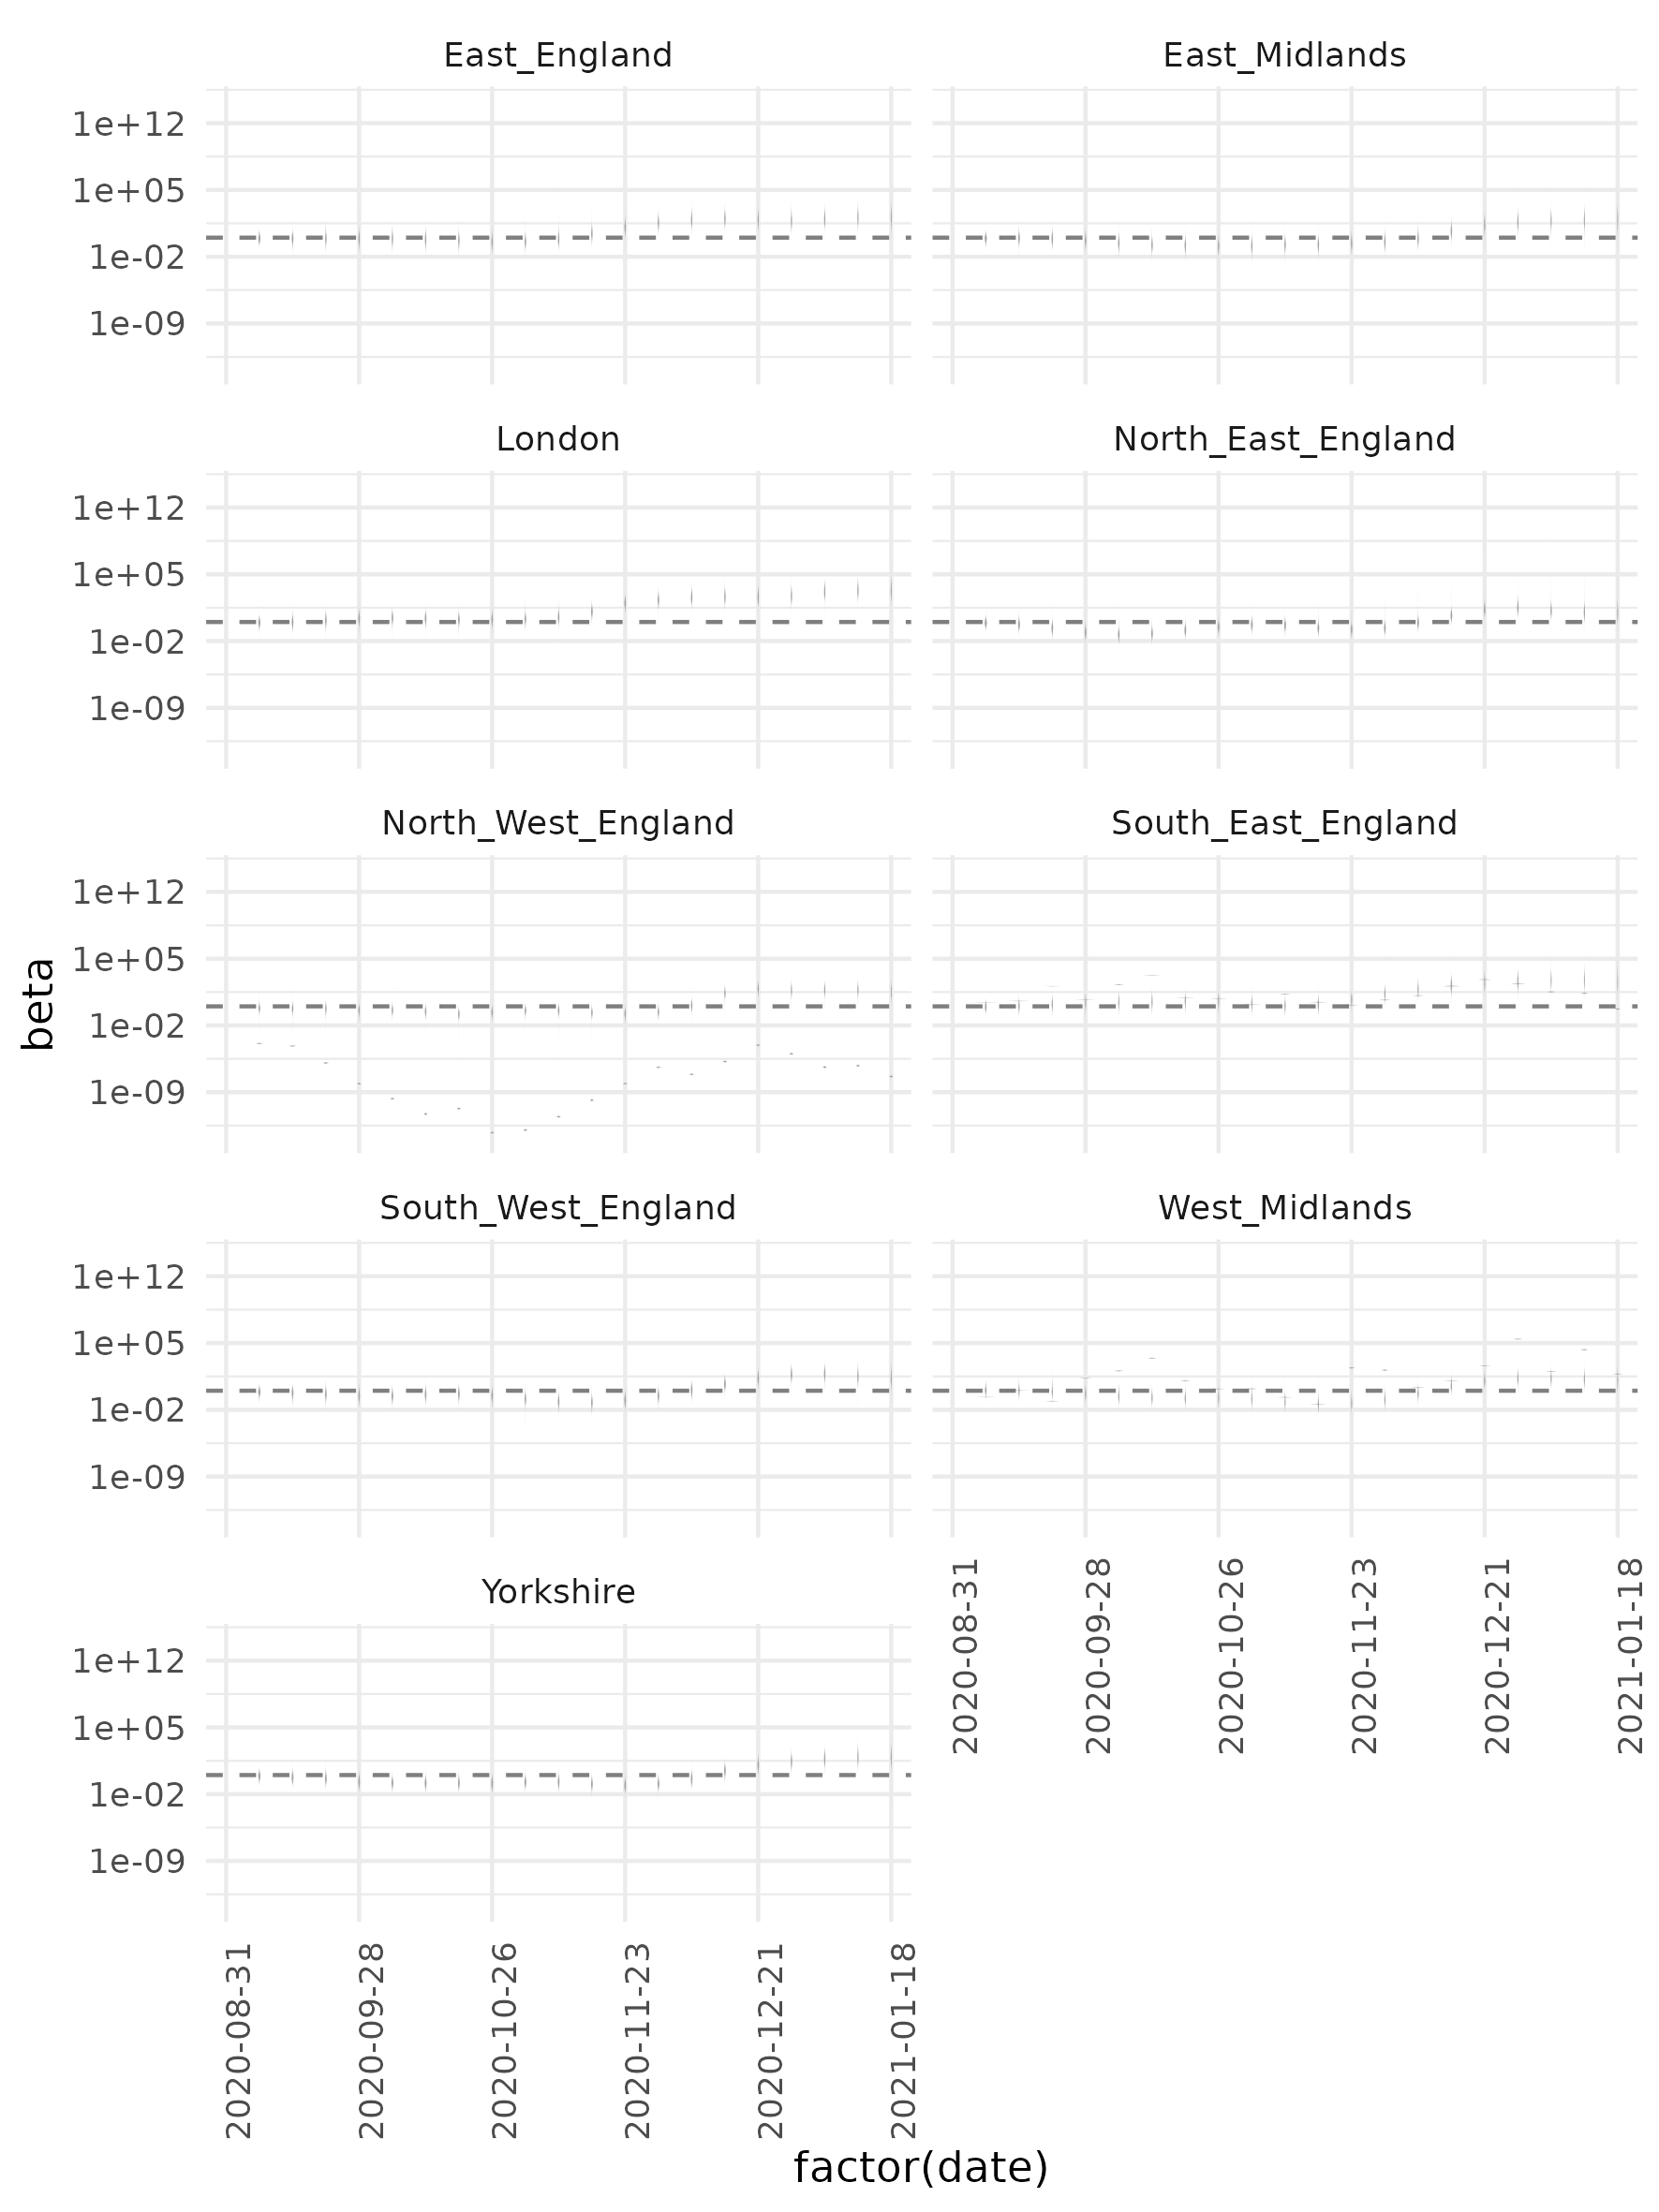 East_England
East_Midlands
1e+12
1e+05
1e-02
1e-09
London
North_East_England
1e+12
1e+05
1e-02
1e-09
North_West_England
South_East_England
1e+12
1e+05
1e-02
1e-09
beta
South_West_England
West_Midlands
1e+12
1e+05
1e-02
1e-09
2020-08-31
2020-09-28
2020-10-26
2020-11-23
2020-12-21
2021-01-18
Yorkshire
1e+12
1e+05
1e-02
1e-09
2020-08-31
2020-09-28
2020-10-26
2020-11-23
2020-12-21
2021-01-18
factor(date)